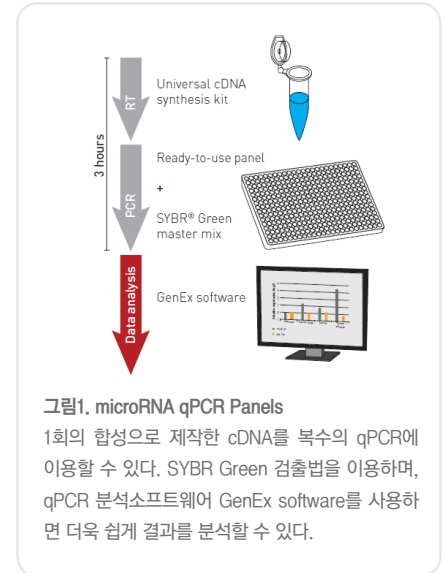 3 hours
RT
Universal cDNA
synthesis kit
PCR
Ready-to-use panel
+
SYBR® Green
master mix
Data analysis
GenEx software
그림1. microRNA qPCR Panels
1회의 합성으로 제작한 cDNA를 복수의 qPCR에
이용할 수 있다. SYBR Green 검출법을 이용하며,
qPCR 분석소프트웨어 GenEx software를 사용하
면 더욱 쉽게 결과를 분석할 수 있다.